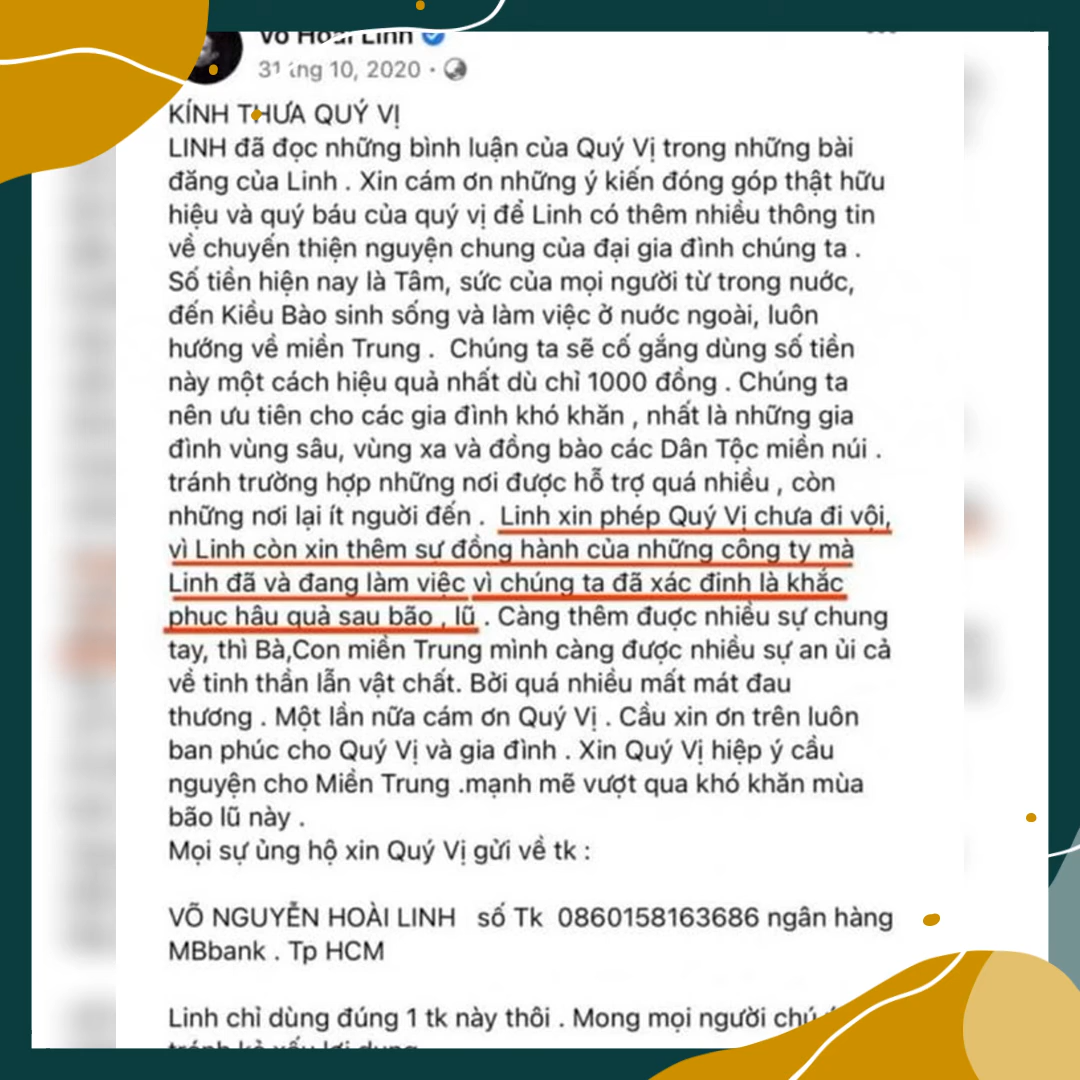 Võ Hoài Linh
10, 2020
KÍNH THƯA QUÝ VỊ
LINH đã đọc những bình luận của Quý Vị trong những bài
đăng của Linh . Xin cám ơn những ý kiến đóng góp thật hữu
hiệu và quý báu của quý vị để Linh có thêm nhiều thông tin
về chuyến thiện nguyện chung của đại gia đình chúng ta .
Số tiền hiện nay là Tâm, sức của mọi người từ trong nước,
đến Kiều Bào sinh sống và làm việc ở nước ngoài, luôn
hướng về miền Trung . Chúng ta sẽ cố gắng dùng số tiền
này một cách hiệu quả nhất dù chỉ 1000 đồng . Chúng ta
nên ưu tiên cho các gia đình khó khăn , nhất là những gia
đình vùng sâu, vùng xa và đồng bào các Dân Tộc miền núi .
tránh trường hợp những nơi được hỗ trợ quá nhiều , còn
những nơi lại ít người đến . Linh xin phép Quý Vị chưa đi vội,
vì Linh còn xin thêm sự đồng hành của những công ty mà
Linh đã và đang làm việc vì chúng ta đã xác đinh là khắc
phuc hâu quả sau bão , lũ . Càng thêm được nhiều sự chung
tay, thì Bà,Con miền Trung mình càng được nhiều sự an ủi cả
về tinh thần lẫn vật chất. Bởi quá nhiều mất mát đau
thương . Một lần nữa cám ơn Quý Vị . Cầu xin ơn trên luôn
ban phúc cho Quý Vị và gia đình . Xin Quý Vị hiệp ý cầu
nguyện cho Miền Trung .mạnh mẽ vượt qua khó khăn mùa
bão lũ này .
Mọi sự ủng hộ xin Quý Vị gửi về tk :
VÕ NGUYỄN HOÀI LINH số Tk 0860158163686 ngân hàng
MBbank . Tp HCM
Linh chỉ dùng đúng 1 tk này thôi . Mong mọi người chú